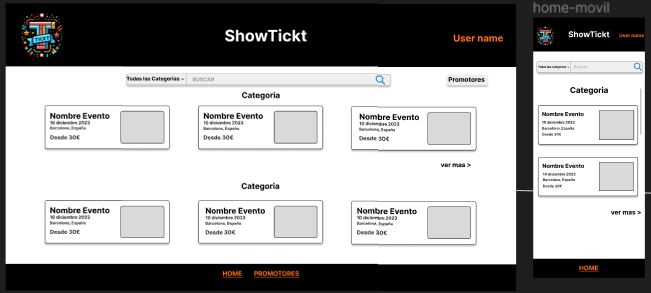 home-movil
TICKT
ShowTickt
User name
Todas las Categorias
BUSCAR
Promotores
Categoria
Nombre Evento
10 diciembre 2023
Barcelona, España
Desde 30€
Nombre Evento
10 diciembre 2023
Barcelona, España
Desde 30€
Nombre Evento
10 diciembre 2023
Barcelona, España
Desde 30€
ver mas >
Categoria
Nombre Evento
10 diciembre 2023
Barcelona, España
Desde 30€
Nombre Evento
10 diciembre 2023
Barcelona, España
Desde 30€
Nombre Evento
10 diciembre 2023
Barcelona, España
Desde 30€
HOME PROMOTORES
ShowTickt
User name
Todas las categorias
Buscar
Categoria
Nombre Evento
10 diciembre 2023
Barcelona, España
Desde 30€
Nombre Evento
10 diciembre 2023
Barcelona, España
Desde 30€
ver mas >
HOME